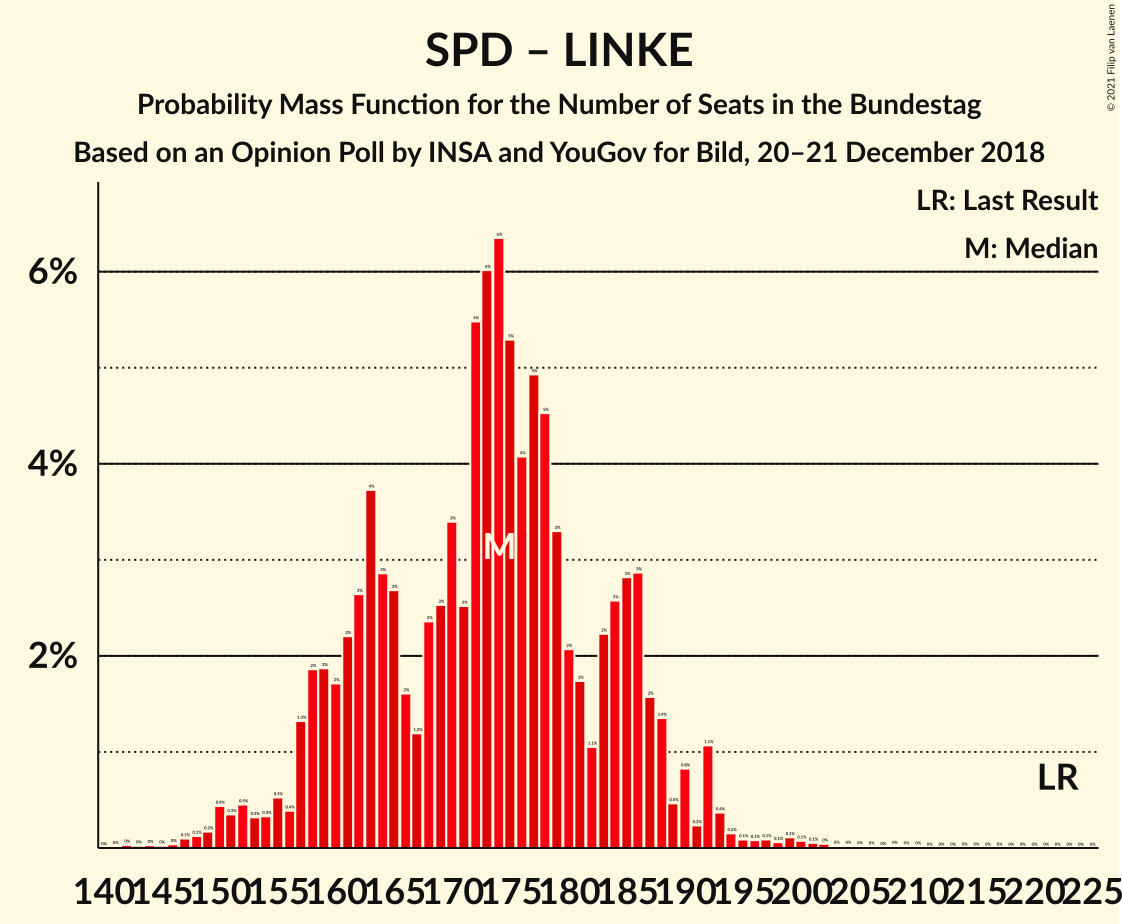 SPD – LINKE
Probability Mass Function for the Number of Seats in the Bundestag
Based on an Opinion Poll by INSA and YouGov for Bild, 20–21 December 2018
© 2021 Filip van Laenen
LR: Last Result
M: Median
6%
4%
2%
M
LR
140 145 150 155 160 165 170 175 180 185 190 195 200 205 210 215 220 225